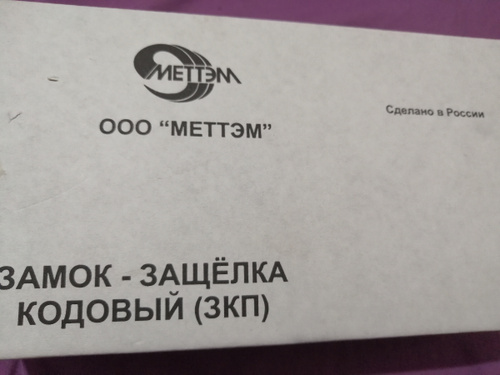 МЕТТЭМ
ООО “МЕТТЭМ”
Сделано в России
ЗАМОК - ЗАЩЁЛКА
КОДОВЫЙ (ЗКП)